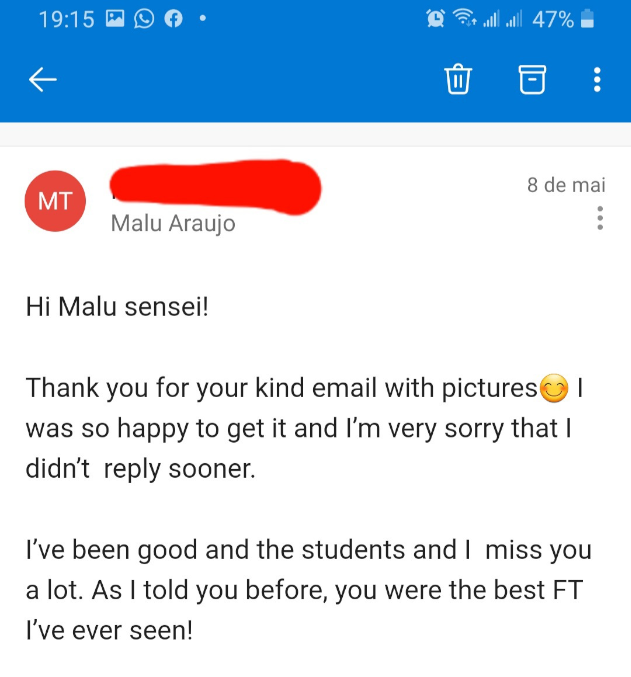 19:15 47%
MT
Malu Araujo
8 de mai
Hi Malu sensei!
Thank you for your kind email with pictures😊 I
was so happy to get it and I’m very sorry that I
didn’t  reply sooner.
I’ve been good and the students and I  miss you
a lot. As I told you before, you were the best FT
I’ve ever seen!